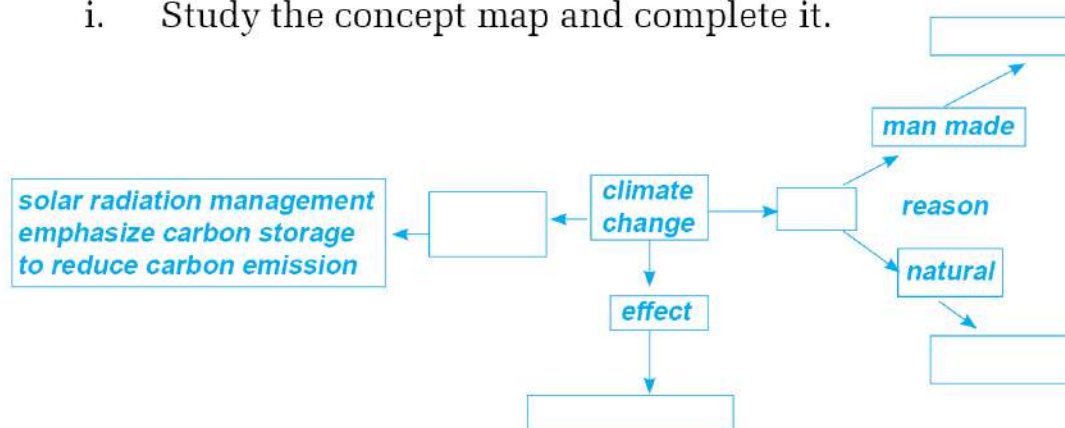 i. Study the concept map and complete it.
man made
solar radiation management
emphasize carbon storage
to reduce carbon emission
climate
change
reason
natural
effect